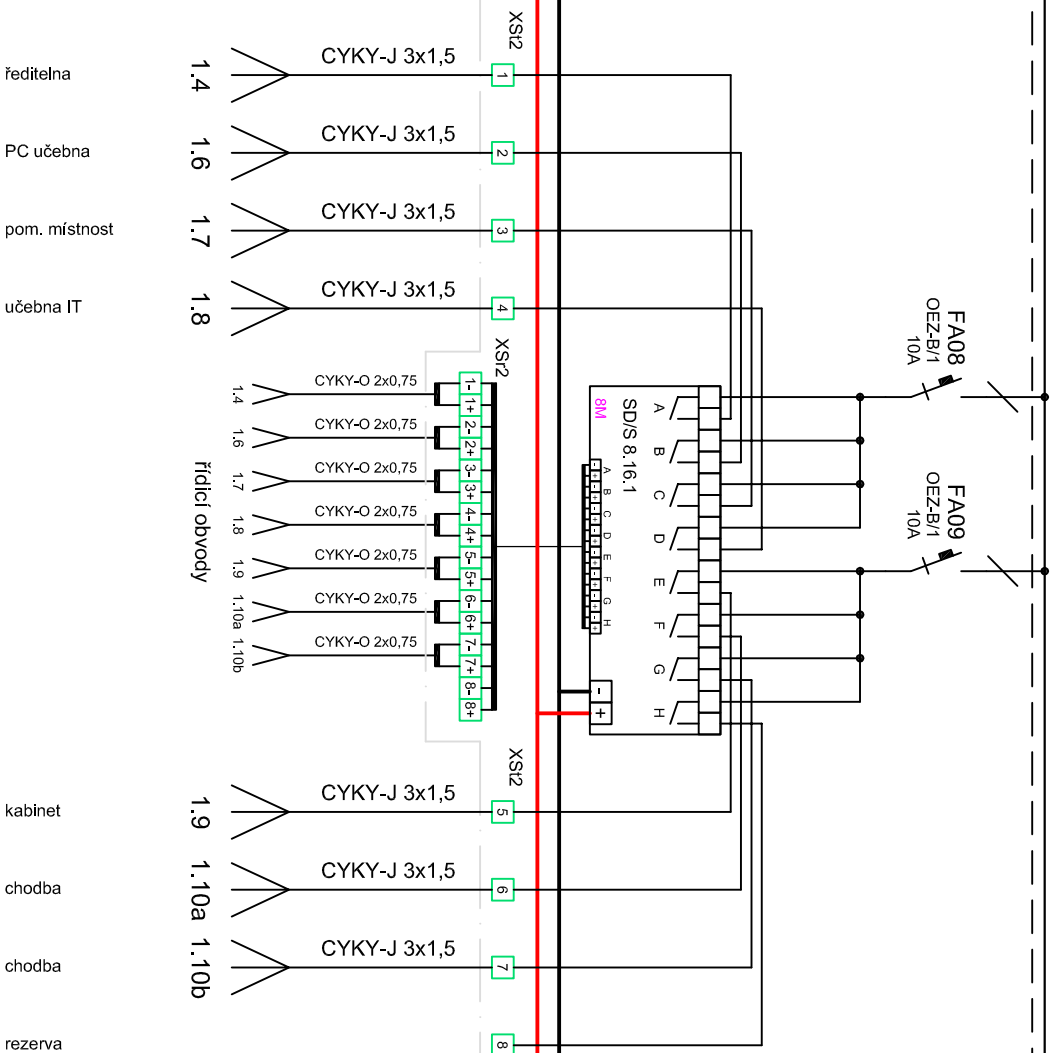 XSt2
ředitelna
1.4
CYKY-J 3x1,5
1
PC učebna
1.6
CYKY-J 3x1,5
2
pom. místnost
1.7
CYKY-J 3x1,5
3
učebna IT
1.8
CYKY-J 3x1,5
4
FA08
OEZ-B/1
10A
FA09
OEZ-B/1
10A
XSr2
1.4
CYKY-O 2x0,75
1-
1+
1.6
CYKY-O 2x0,75
2-
2+
1.7
CYKY-O 2x0,75
3-
3+
1.8
CYKY-O 2x0,75
4-
4+
1.9
CYKY-O 2x0,75
5-
5+
1.10a
CYKY-O 2x0,75
6-
6+
1.10b
CYKY-O 2x0,75
7-
7+
8-
8+
řídicí obvody
8M
SD/S 8.16.1
A
B
C
D
E
F
G
H
A
B
C
D
E
F
G
H
- + - + - + - + - + - + - + - +
-
+
XSt2
kabinet
1.9
CYKY-J 3x1,5
5
chodba
1.10a
CYKY-J 3x1,5
6
chodba
1.10b
CYKY-J 3x1,5
7
rezerva
8